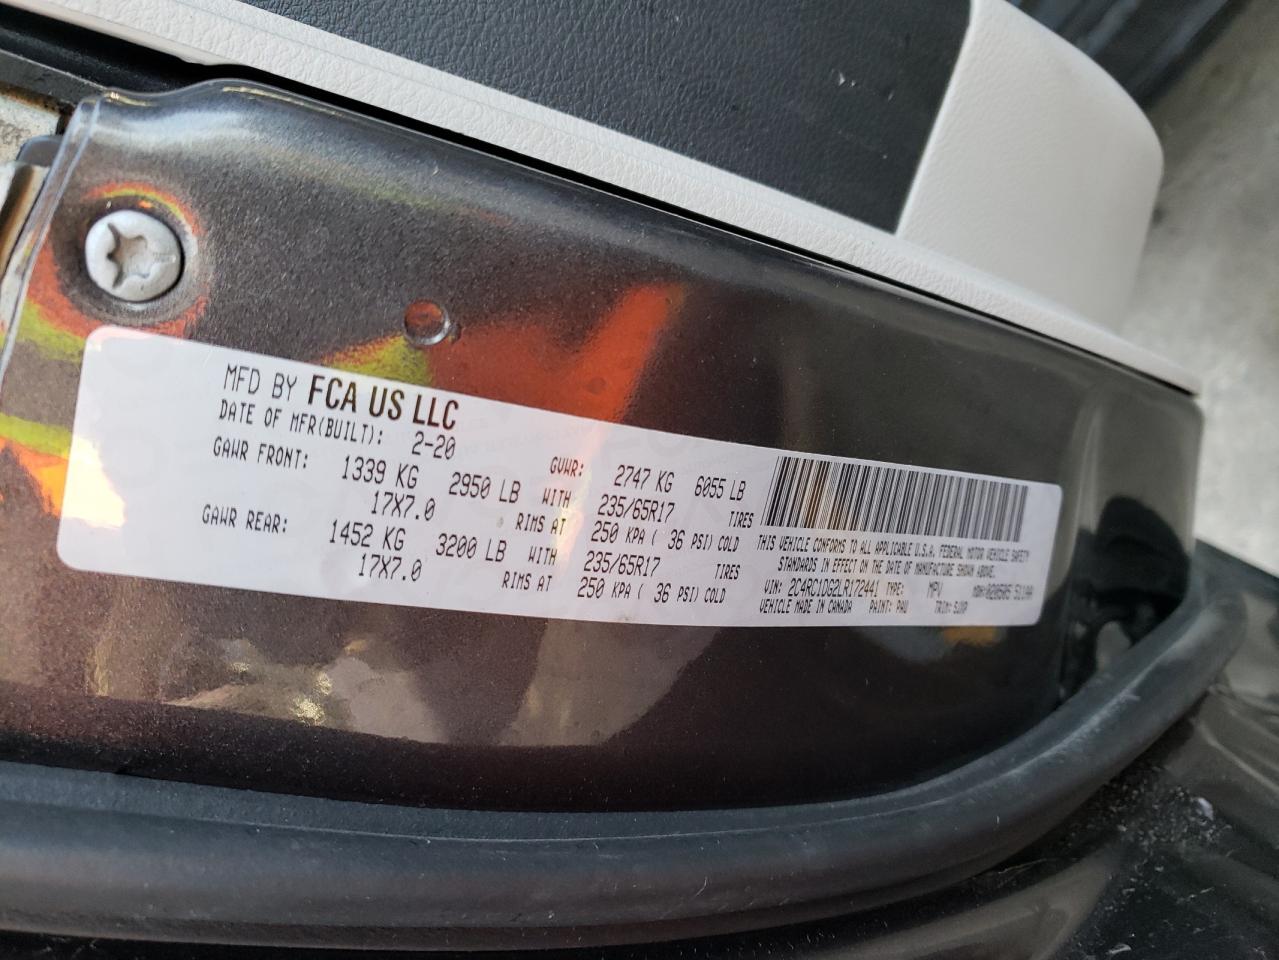 MFD BY FCA US LLC
DATE OF MFR(BUILT): 2-20
GVWR: 2747 KG 6055 LB
GAWR FRONT: 1339 KG 2950 LB WITH 235/65R17 TIRES
17X7.0 RIMS AT 250 KPA ( 36 PSI) COLD
GAWR REAR: 1452 KG 3200 LB WITH 235/65R17 TIRES
17X7.0 RIMS AT 250 KPA ( 36 PSI) COLD
THIS VEHICLE CONFORMS TO ALL APPLICABLE U.S.A. FEDERAL MOTOR VEHICLE SAFETY
STANDARDS IN EFFECT ON THE DATE OF MANUFACTURE SHOWN ABOVE.
VIN: 2C4RC1DG2LR172441 TYPE: MPV
VEHICLE MADE IN CANADA PAINT: PAU